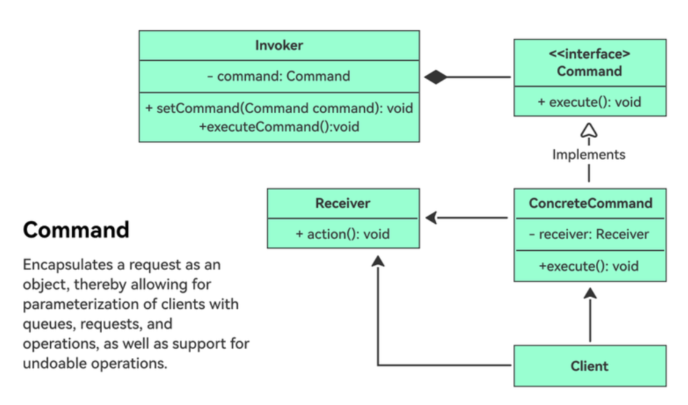 Invoker
- command: Command
+ setCommand(Command command): void
+executeCommand():void
<<interface>
Command
+ execute(): void
Implements
Receiver
+ action(): void
ConcreteCommand
- receiver: Receiver
+execute(): void
Client
Command
Encapsulates a request as an
object, thereby allowing for
parameterization of clients with
queues, requests, and
operations, as well as support for
undoable operations.